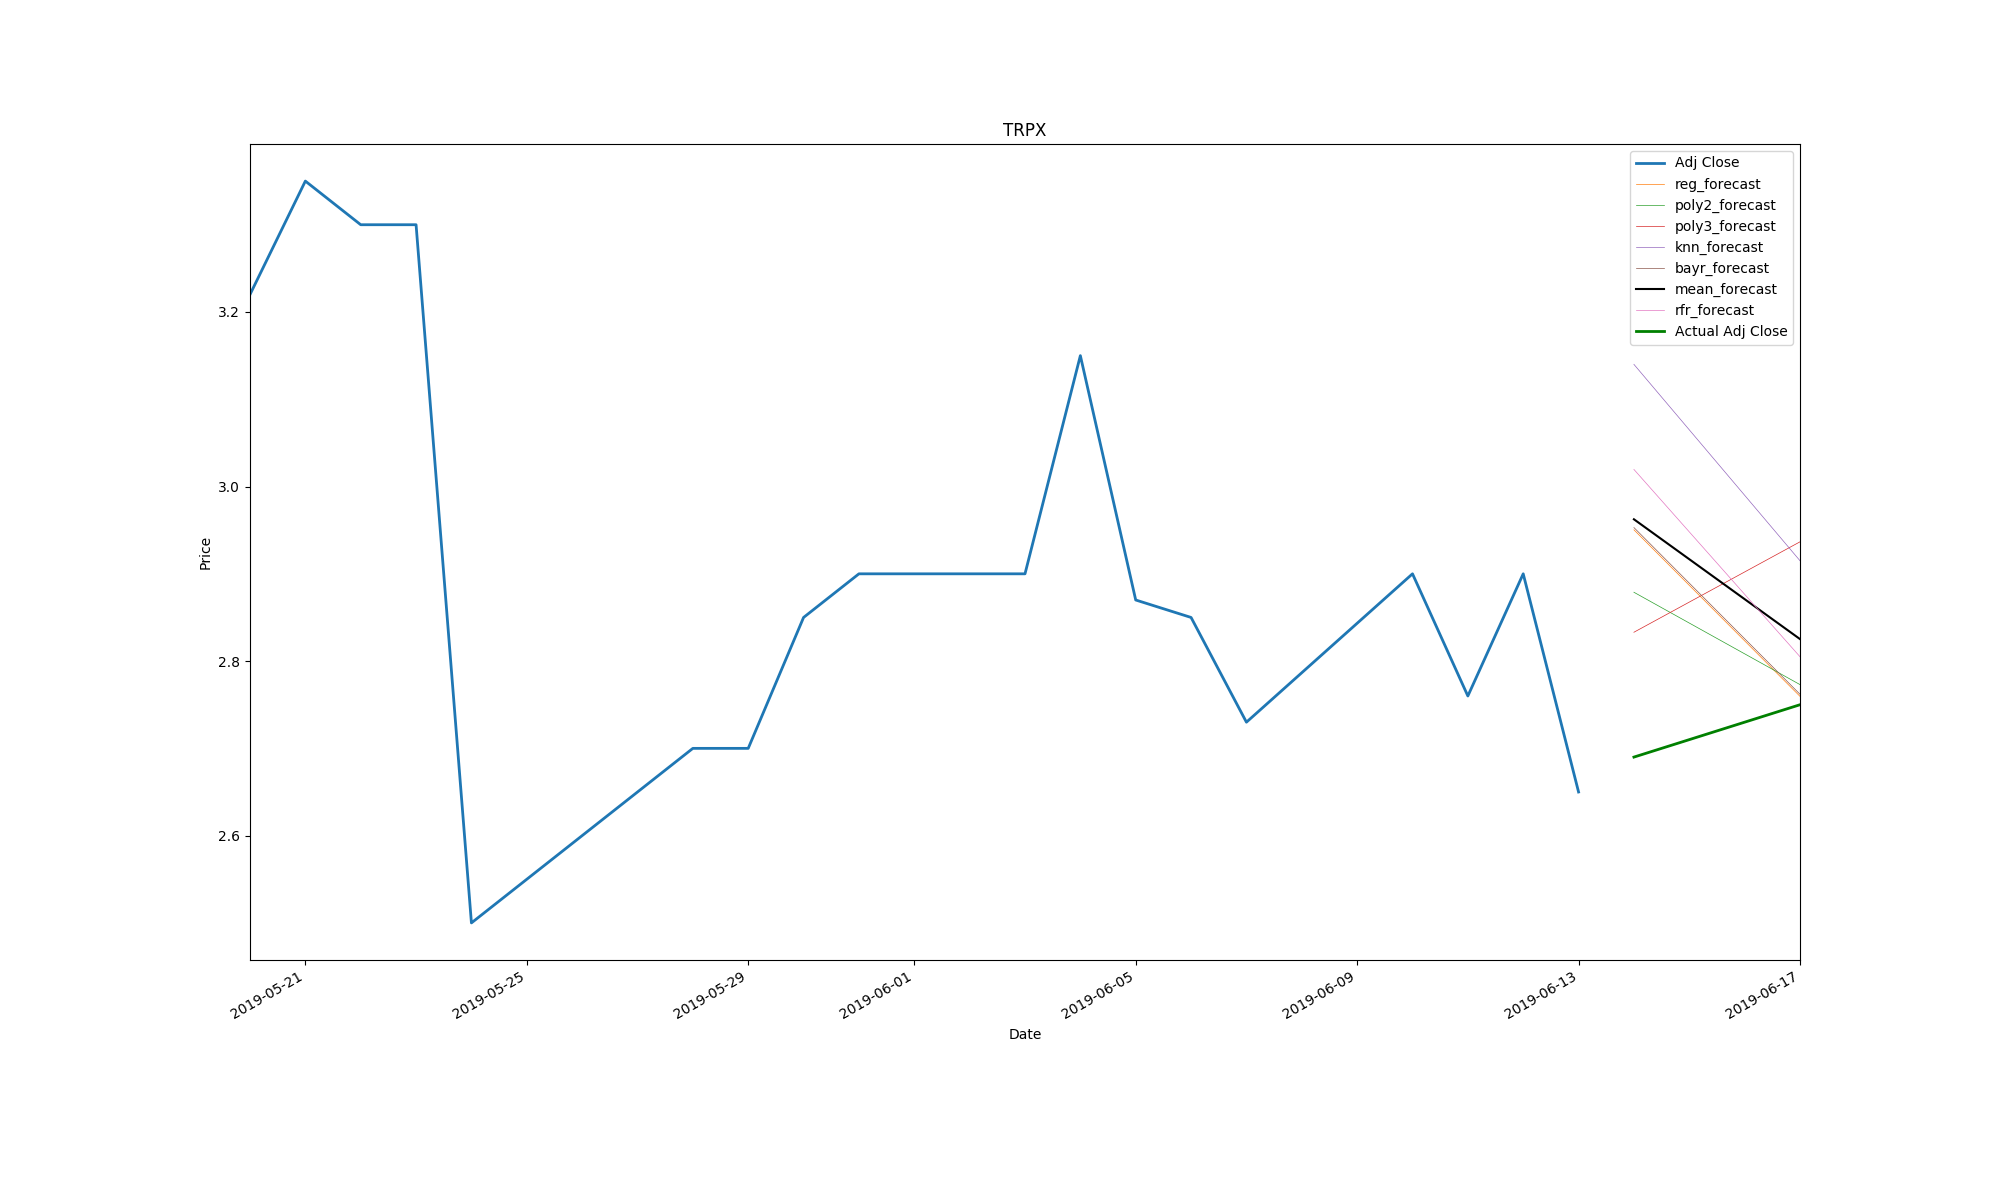 TRPX
Adj Close
reg_forecast
poly2_forecast
poly3_forecast
knn_forecast
bayr_forecast
mean_forecast
rfr_forecast
Actual Adj Close
3.2
3.0
2.8
2.6
Price
2019-05-21
2019-05-25
2019-05-29
2019-06-01
2019-06-05
2019-06-09
2019-06-13
2019-06-17
Date